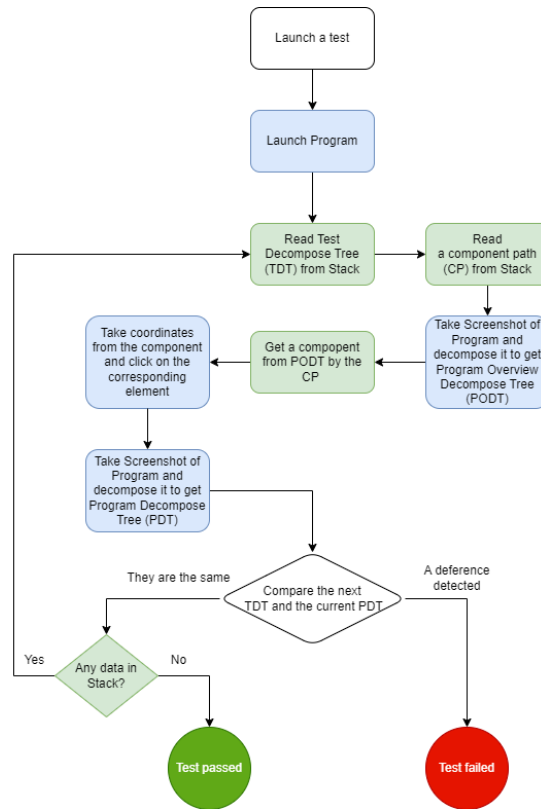 Launch a test
Launch Program
Read Test
Decompose Tree
(TDT) from Stack
Read
a component path
(CP) from Stack
Take Screenshot of
Program and
decompose it to get
Program Overview
Decompose Tree
(PODT)
Get a compopent
from PODT by the
CP
Take coordinates
from the component
and click on the
corresponding
element
Take Screenshot of
Program and
decompose it to get
Program Decompose
Tree (PDT)
Compare the next
TDT and the current PDT
They are the same
A deference
detected
Any data in
Stack?
Yes
No
Test passed
Test failed